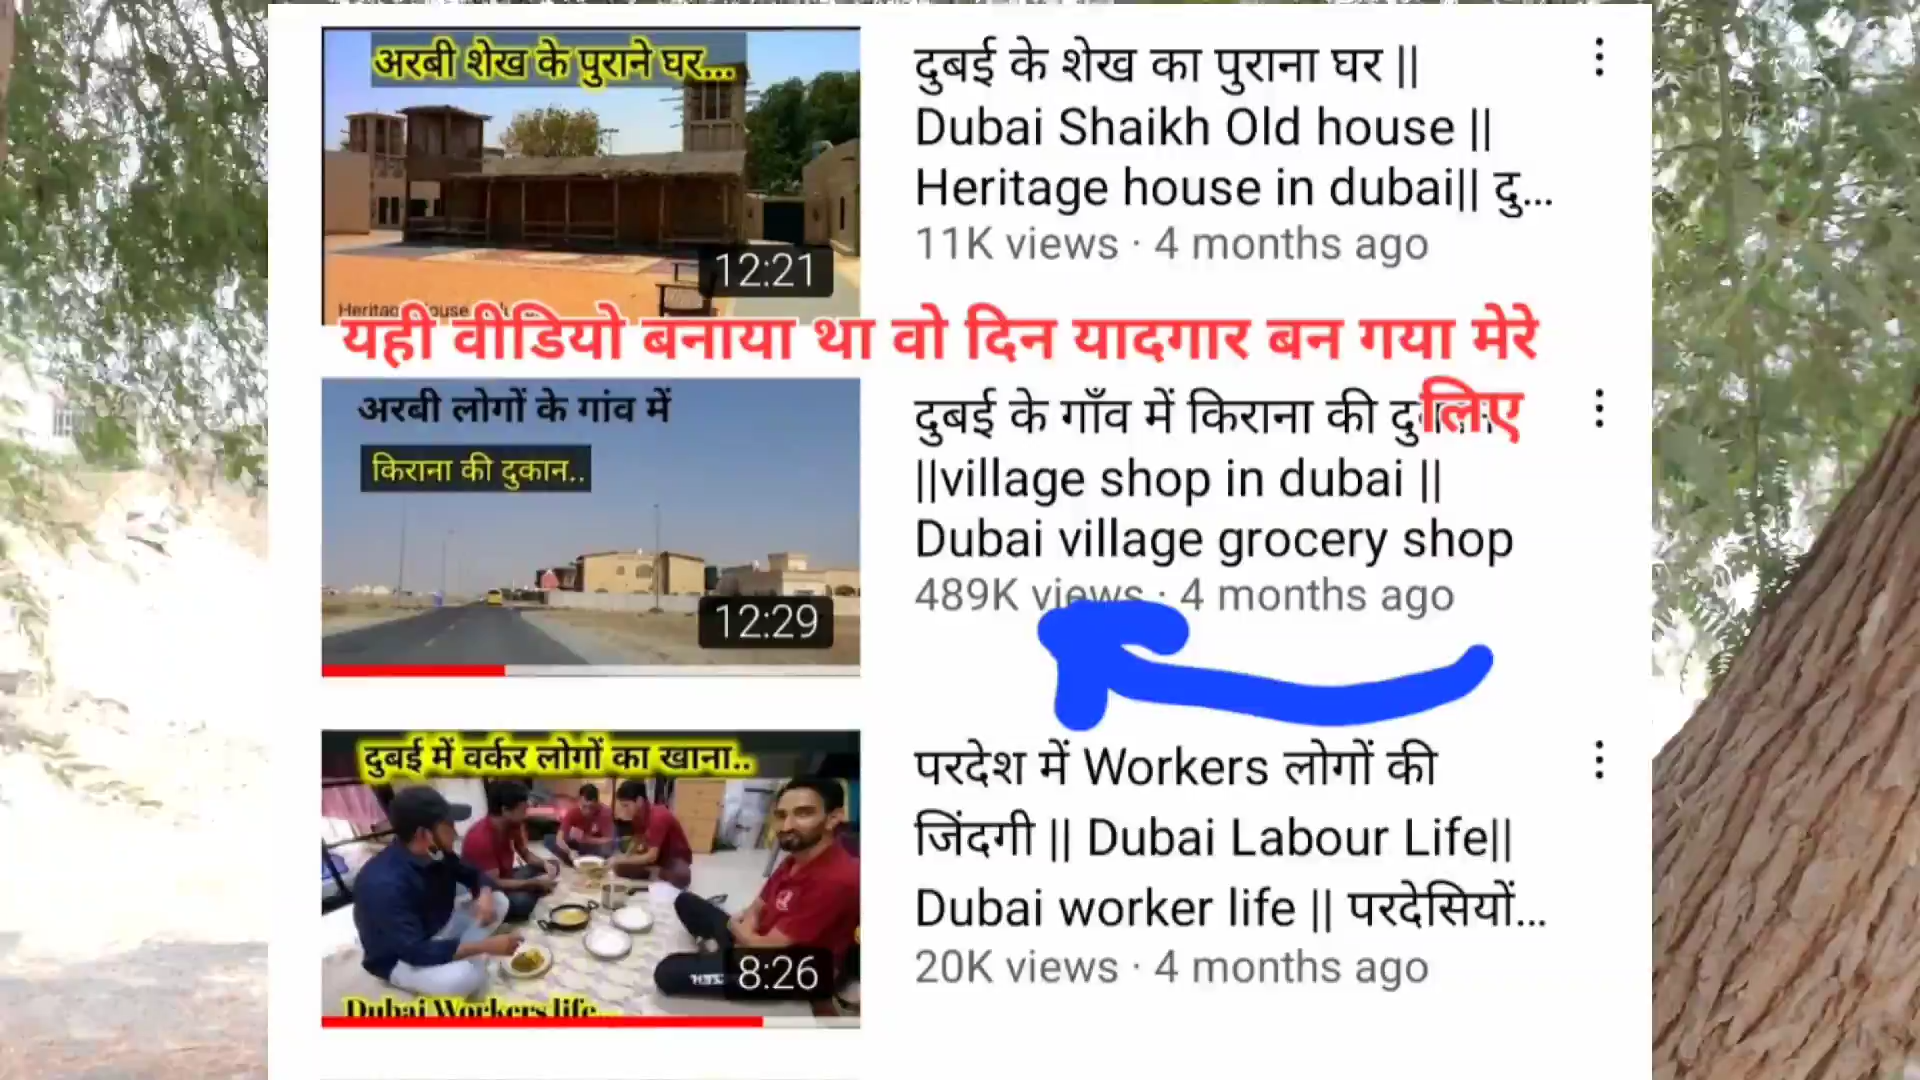 अरबी शेख के पुराने घर...
12:21
दुबई के शेख का पुराना घर ||
Dubai Shaikh Old house ||
Heritage house in dubai|| दु...
11K views · 4 months ago
यही वीडियो बनाया था वो दिन यादगार बन गया मेरे
लिए
अरबी लोगों के गांव में
किराना की दुकान..
12:29
दुबई के गाँव में किराना की
||village shop in dubai ||
Dubai village grocery shop
489K views · 4 months ago
दुबई में वर्कर लोगों का खाना..
8:26
Dubai Workers life...
परदेश में Workers लोगों की
जिंदगी || Dubai Labour Life||
Dubai worker life || परदेसियों...
20K views · 4 months ago